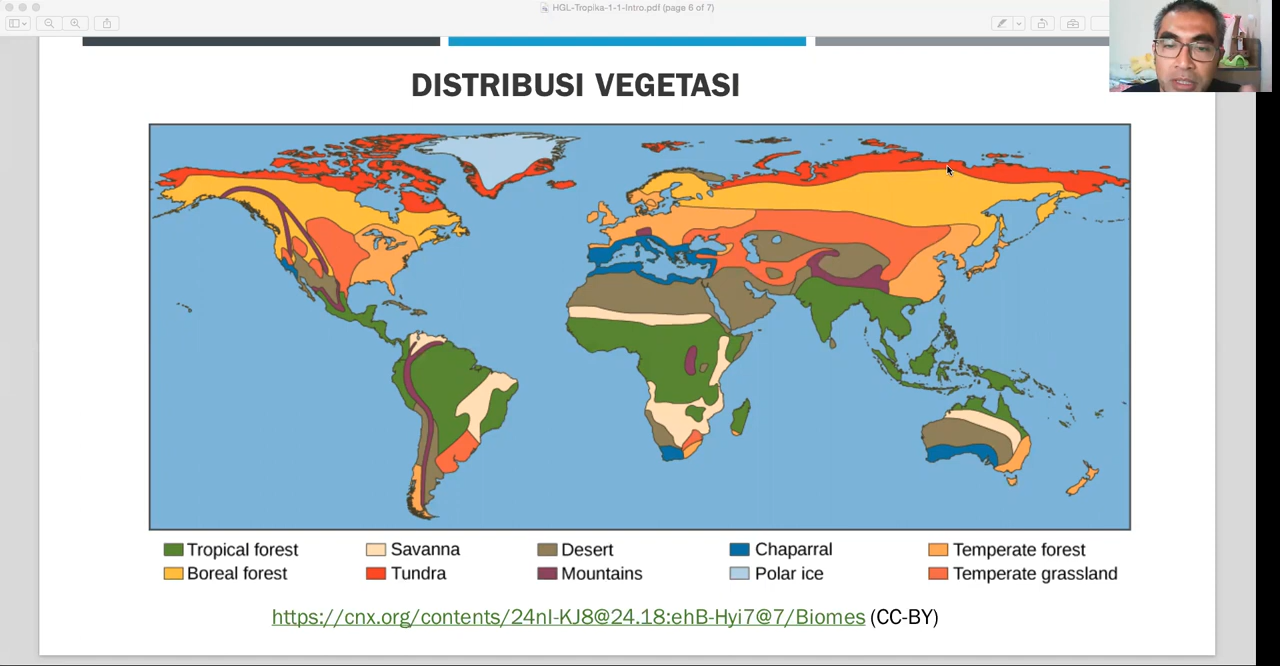 HGL-Tropika-1-1-Intro.pdf (page 6 of 7)
DISTRIBUSI VEGETASI
Tropical forest
Savanna
Desert
Chaparral
Temperate forest
Boreal forest
Tundra
Mountains
Polar ice
Temperate grassland
https://cnx.org/contents/24nI-KJ8@24.18:ehB-Hyi7@7/Biomes (CC-BY)